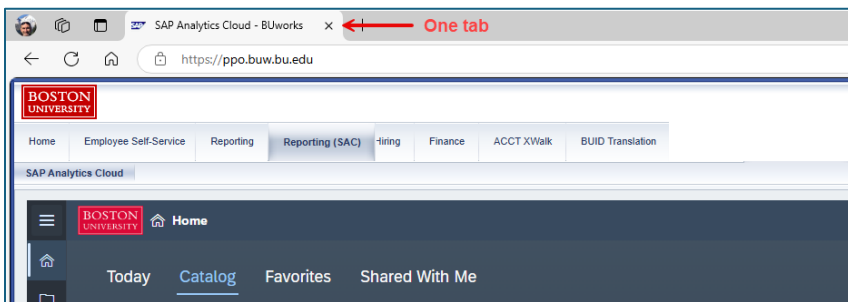 SAP SAP Analytics Cloud - BUworks One tab
https://ppo.buw.bu.edu
BOSTON
UNIVERSITY
Home Employee Self-Service Reporting Reporting (SAC) Hiring Finance ACCT XWalk BUID Translation
SAP Analytics Cloud
BOSTON
UNIVERSITY
Home
Today Catalog Favorites Shared With Me